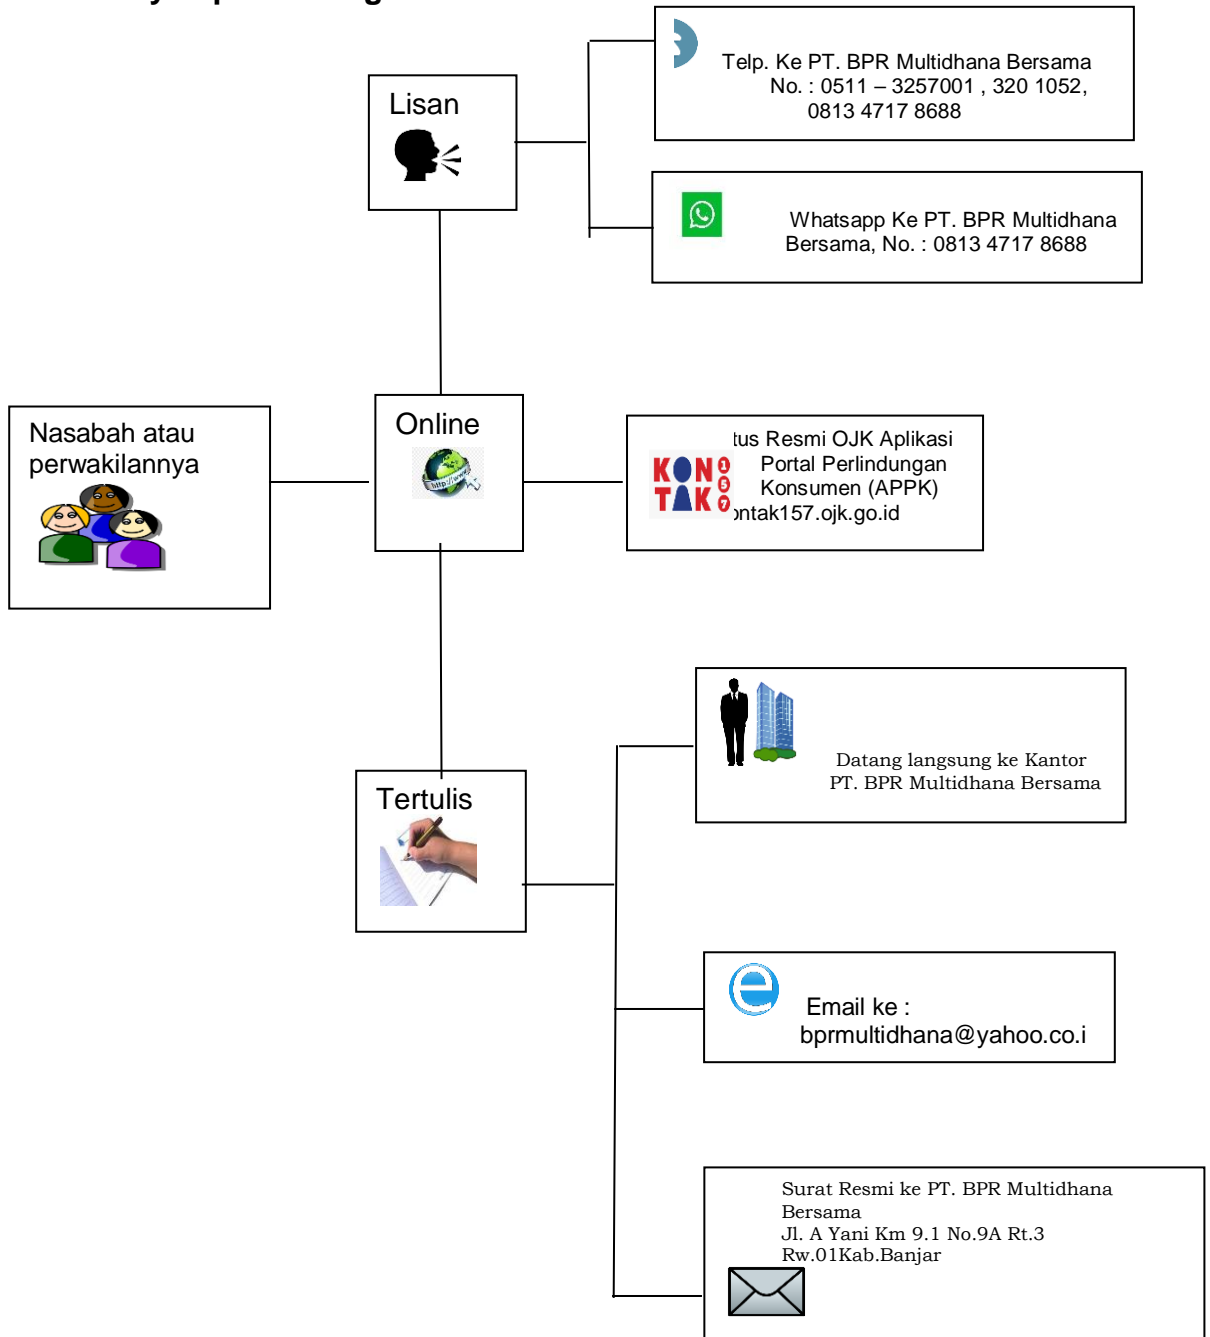 Lisan
Telp. Ke PT. BPR Multidhana Bersama
No. : 0511 – 3257001 , 320 1052,
0813 4717 8688
Whatsapp Ke PT. BPR Multidhana
Bersama, No. : 0813 4717 8688
Nasabah atau
perwakilannya
Online
http://www
KONTAK 157
tus Resmi OJK Aplikasi
Portal Perlindungan
Konsumen (APPK)
ontak157.ojk.go.id
Tertulis
Datang langsung ke Kantor
PT. BPR Multidhana Bersama
Email ke :
bprmultidhana@yahoo.co.i
Surat Resmi ke PT. BPR Multidhana
Bersama
Jl. A Yani Km 9.1 No.9A Rt.3
Rw.01Kab.Banjar